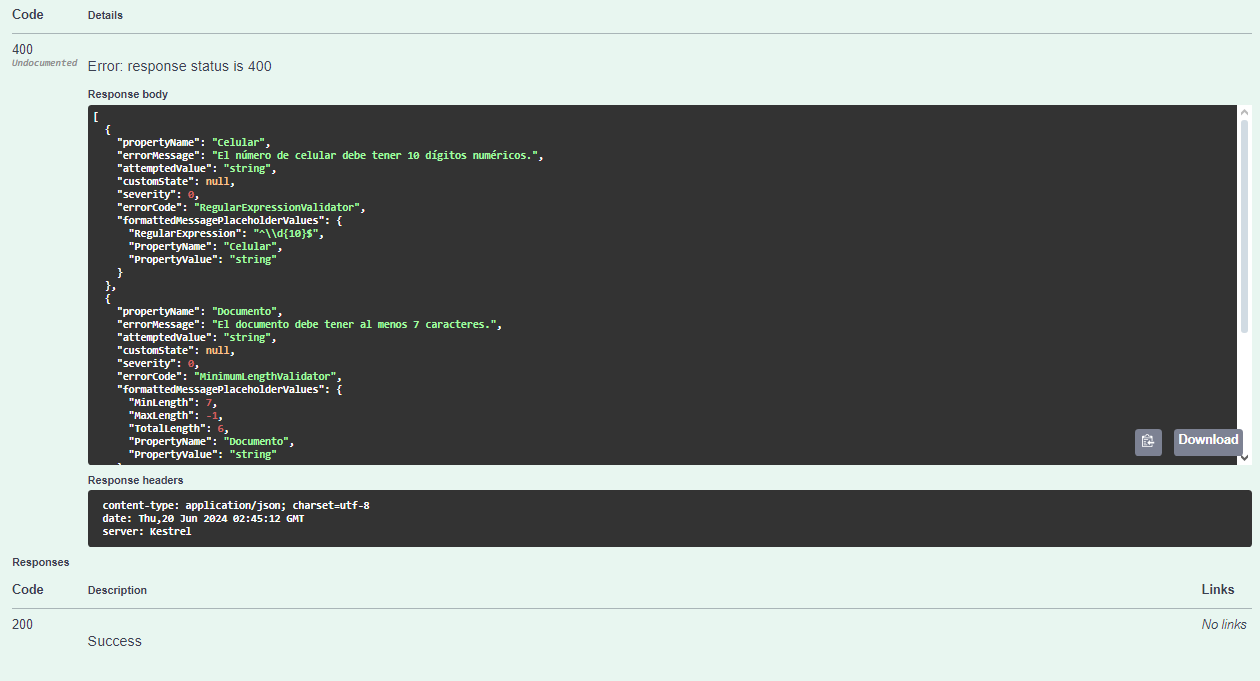 Code Details
400
Undocumented
Error: response status is 400
Response body
[
  {
    "propertyName": "Celular",
    "errorMessage": "El número de celular debe tener 10 dígitos numéricos.",
    "attemptedValue": "string",
    "customState": null,
    "severity": 0,
    "errorCode": "RegularExpressionValidator",
    "formattedMessagePlaceholderValues": {
      "RegularExpression": "^\\d{10}$",
      "PropertyName": "Celular",
      "PropertyValue": "string"
    }
  },
  {
    "propertyName": "Documento",
    "errorMessage": "El documento debe tener al menos 7 caracteres.",
    "attemptedValue": "string",
    "customState": null,
    "severity": 0,
    "errorCode": "MinimumLengthValidator",
    "formattedMessagePlaceholderValues": {
      "MinLength": 7,
      "MaxLength": -1,
      "TotalLength": 6,
      "PropertyName": "Documento",
      "PropertyValue": "string"
Download
Response headers
content-type: application/json; charset=utf-8
date: Thu,20 Jun 2024 02:45:12 GMT
server: Kestrel
Responses
Code Description Links
200 No links
Success